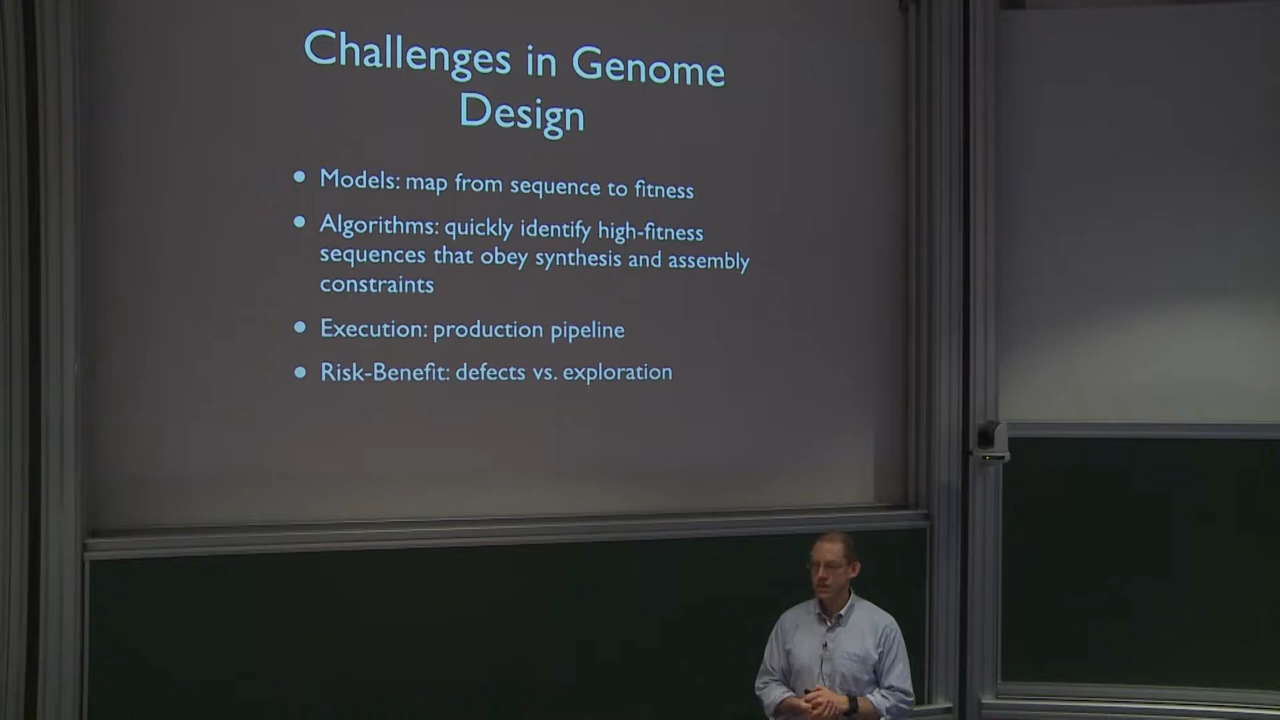 Challenges in Genome
Design
• Models: map from sequence to fitness
• Algorithms: quickly identify high-fitness
sequences that obey synthesis and assembly
constraints
• Execution: production pipeline
• Risk-Benefit: defects vs. exploration